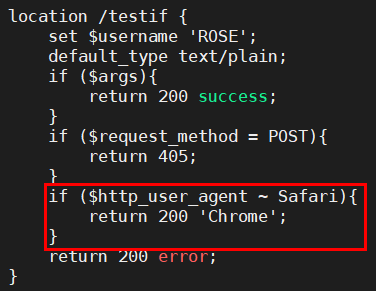 location /testif {
    set $username 'ROSE';
    default_type text/plain;
    if ($args){
        return 200 success;
    }
    if ($request_method = POST){
        return 405;
    }
    if ($http_user_agent ~ Safari){
        return 200 'Chrome';
    }
    return 200 error;
}